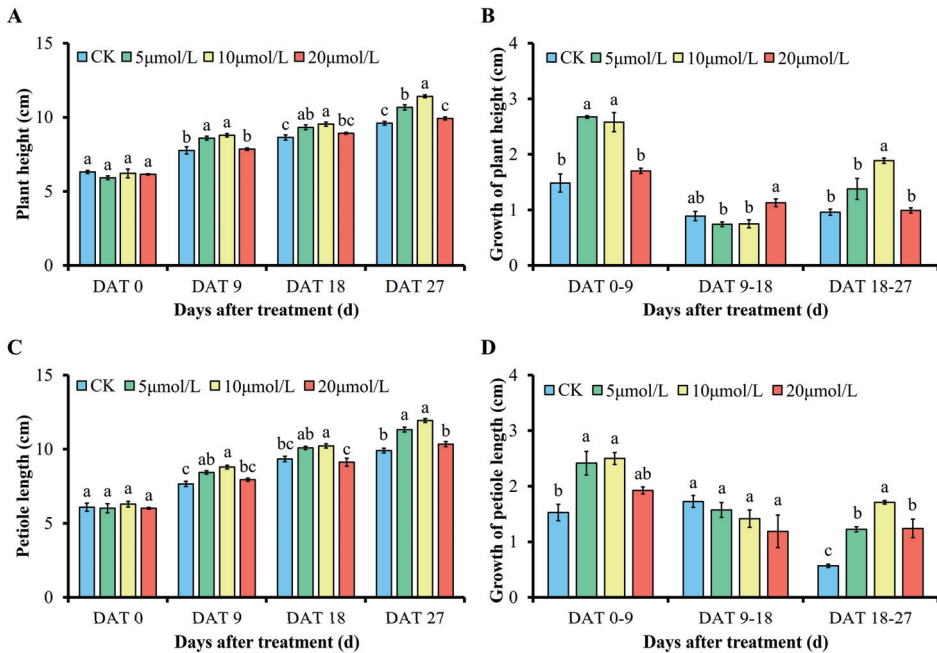 A
15
CK 5μmol/L 10μmol/L 20μmol/L
Plant height (cm)
10
5
0
a a a a
b a a b
c ab a bc
c b a c
DAT 0 DAT 9 DAT 18 DAT 27
Days after treatment (d)
B
4
CK 5μmol/L 10μmol/L 20μmol/L
Growth of plant height (cm)
3
2
1
0
b a a b
ab b b a
b b a b
DAT 0-9 DAT 9-18 DAT 18-27
Days after treatment (d)
C
15
CK 5μmol/L 10μmol/L 20μmol/L
Petiole length (cm)
10
5
0
a a a a
c ab a bc
bc ab a c
b a a b
DAT 0 DAT 9 DAT 18 DAT 27
Days after treatment (d)
D
4
CK 5μmol/L 10μmol/L 20μmol/L
Growth of petiole length (cm)
3
2
1
0
b a a ab
a a a a
c b a b
DAT 0-9 DAT 9-18 DAT 18-27
Days after treatment (d)